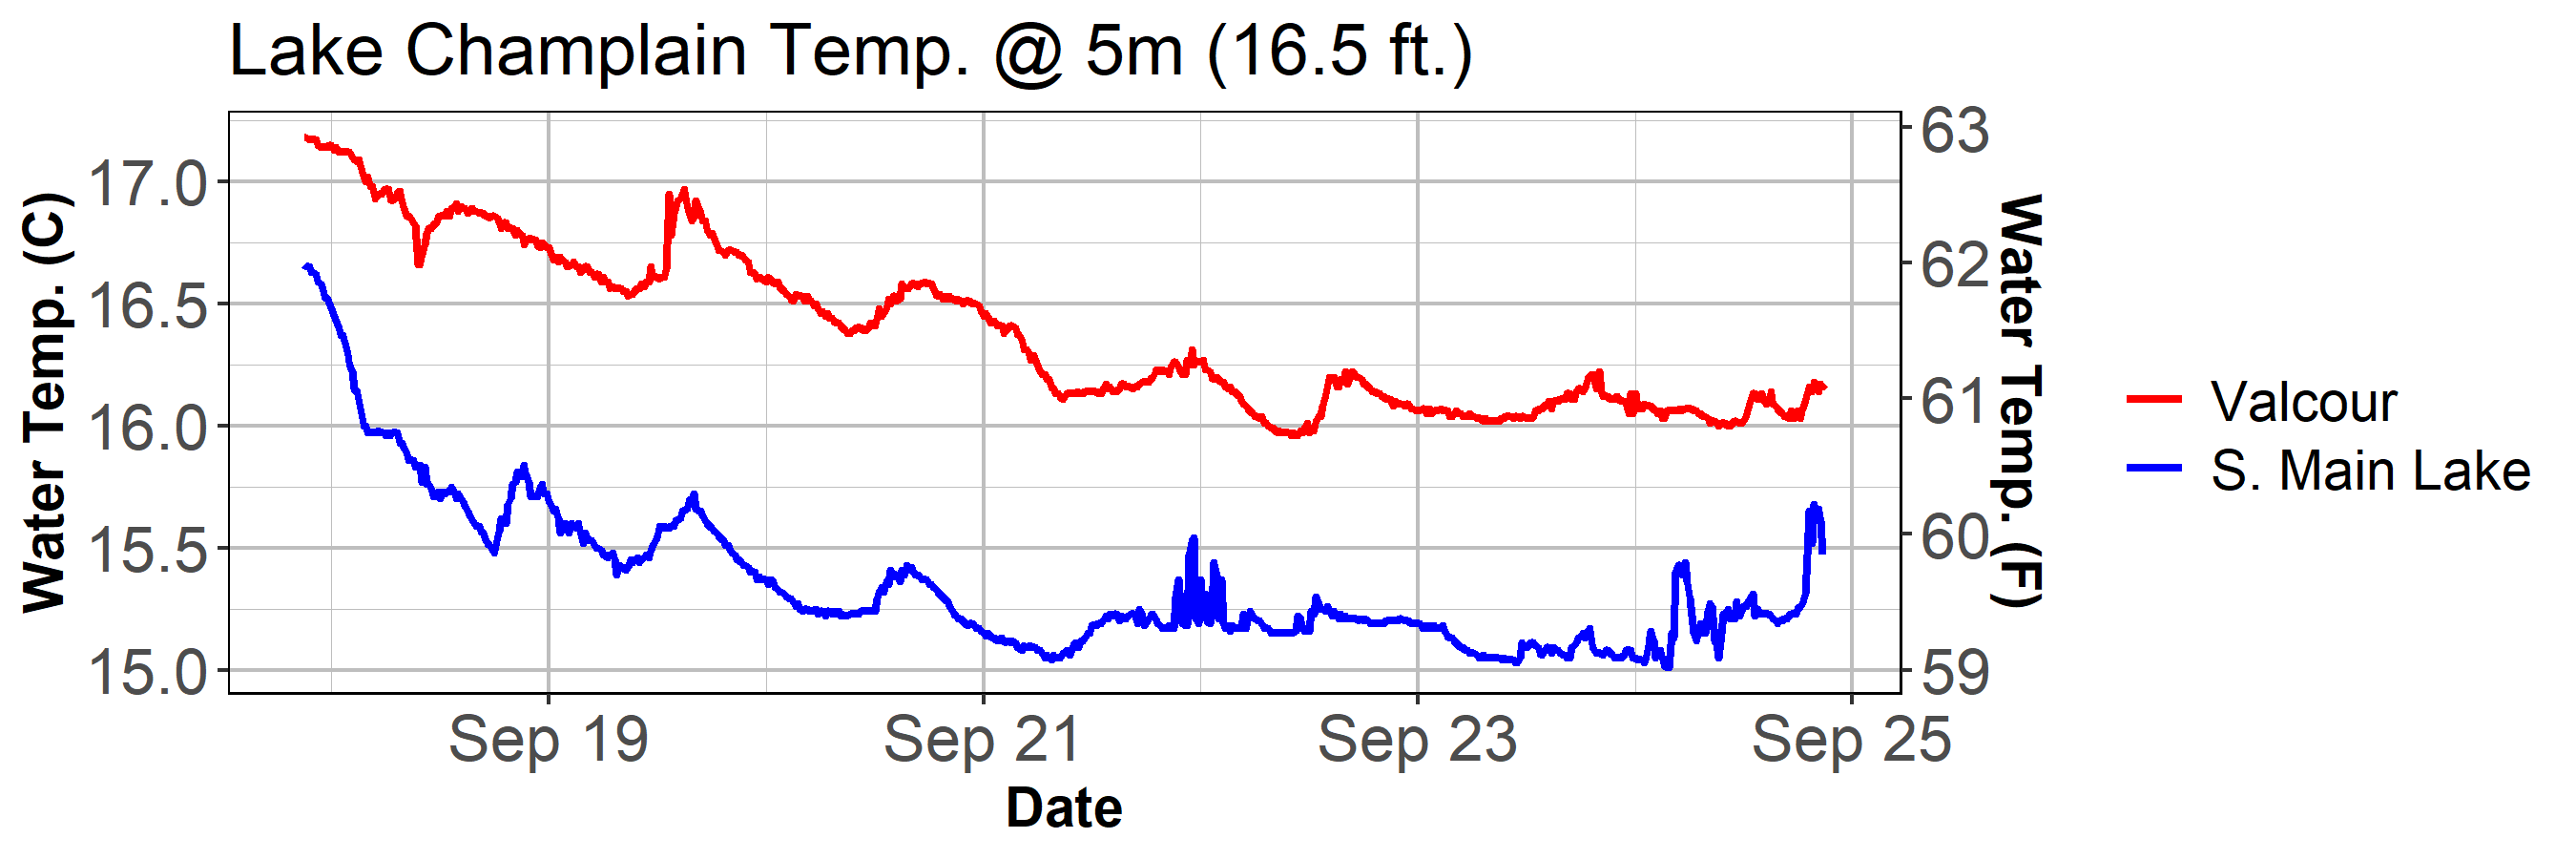 Lake Champlain Temp. @ 5m (16.5 ft.)
Water Temp. (C)
17.0
16.5
16.0
15.5
15.0
63
62
61
60
59
Water Temp. (F)
Sep 19
Sep 21
Sep 23
Sep 25
Date
Valcour
S. Main Lake